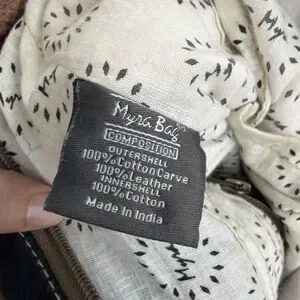 Myra Bag
COMPOSITION
OUTERSHELL
100%CottonCarve
100%Leather
INNERSHELL
100%Cotton
Made In India